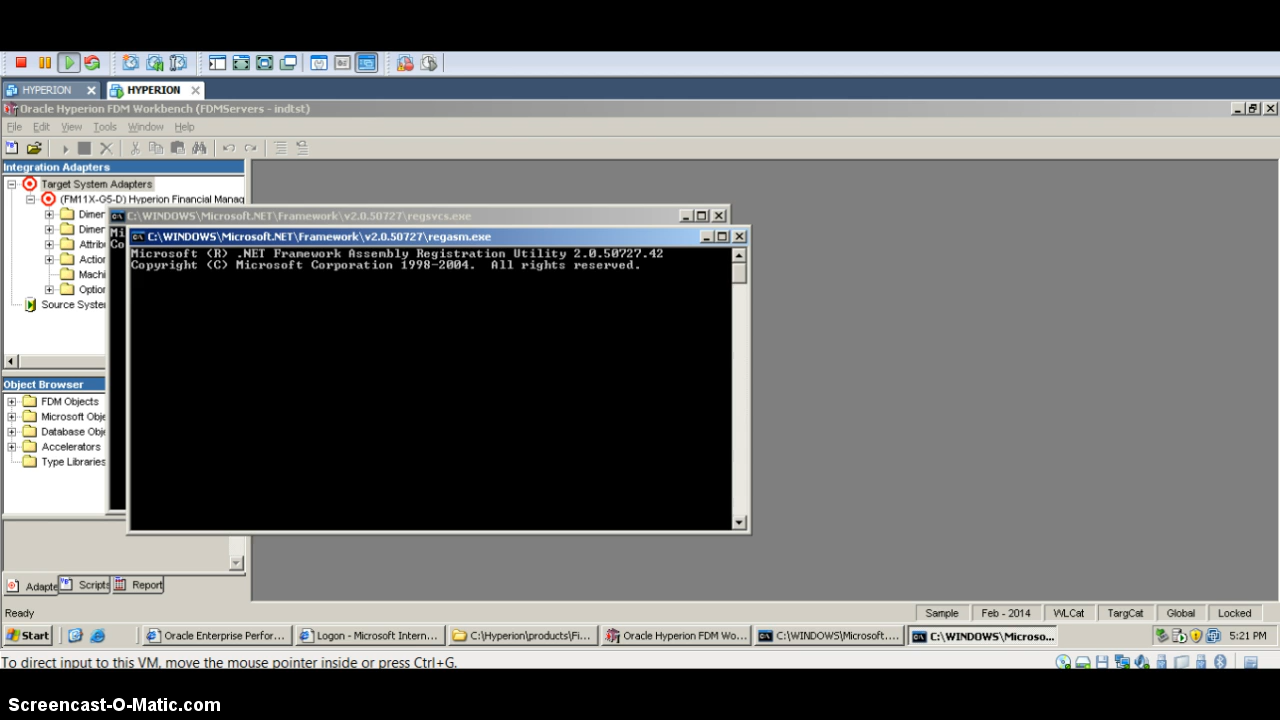 HYPERION
HYPERION
Oracle Hyperion FDM Workbench (FDMServers - indtst)
File Edit View Tools Window Help
Integration Adapters
Target System Adapters
(FM11X-G5-D) Hyperion Financial Manag
Dimer
Dimer
Attrib
Action
Machi
Option
Source Syste
C:\WINDOWS\Microsoft.NET\Framework\v2.0.50727\regsvcs.exe
Mi
Co
C:\WINDOWS\Microsoft.NET\Framework\v2.0.50727\regasm.exe
Microsoft (R) .NET Framework Assembly Registration Utility 2.0.50727.42
Copyright (C) Microsoft Corporation 1998-2004.  All rights reserved.
Object Browser
FDM Objects
Microsoft Obje
Database Obje
Accelerators
Type Libraries
Adapte Scripts Report
Ready
Sample Feb - 2014 WLCat TargCat Global Locked
Start Oracle Enterprise Perfor... Logon - Microsoft Intern... C:\Hyperion\products\Fi... Oracle Hyperion FDM Wo... C:\WINDOWS\Microsoft.... C:\WINDOWS\Microso... 5:21 PM
To direct input to this VM, move the mouse pointer inside or press Ctrl+G.
Screencast-O-Matic.com